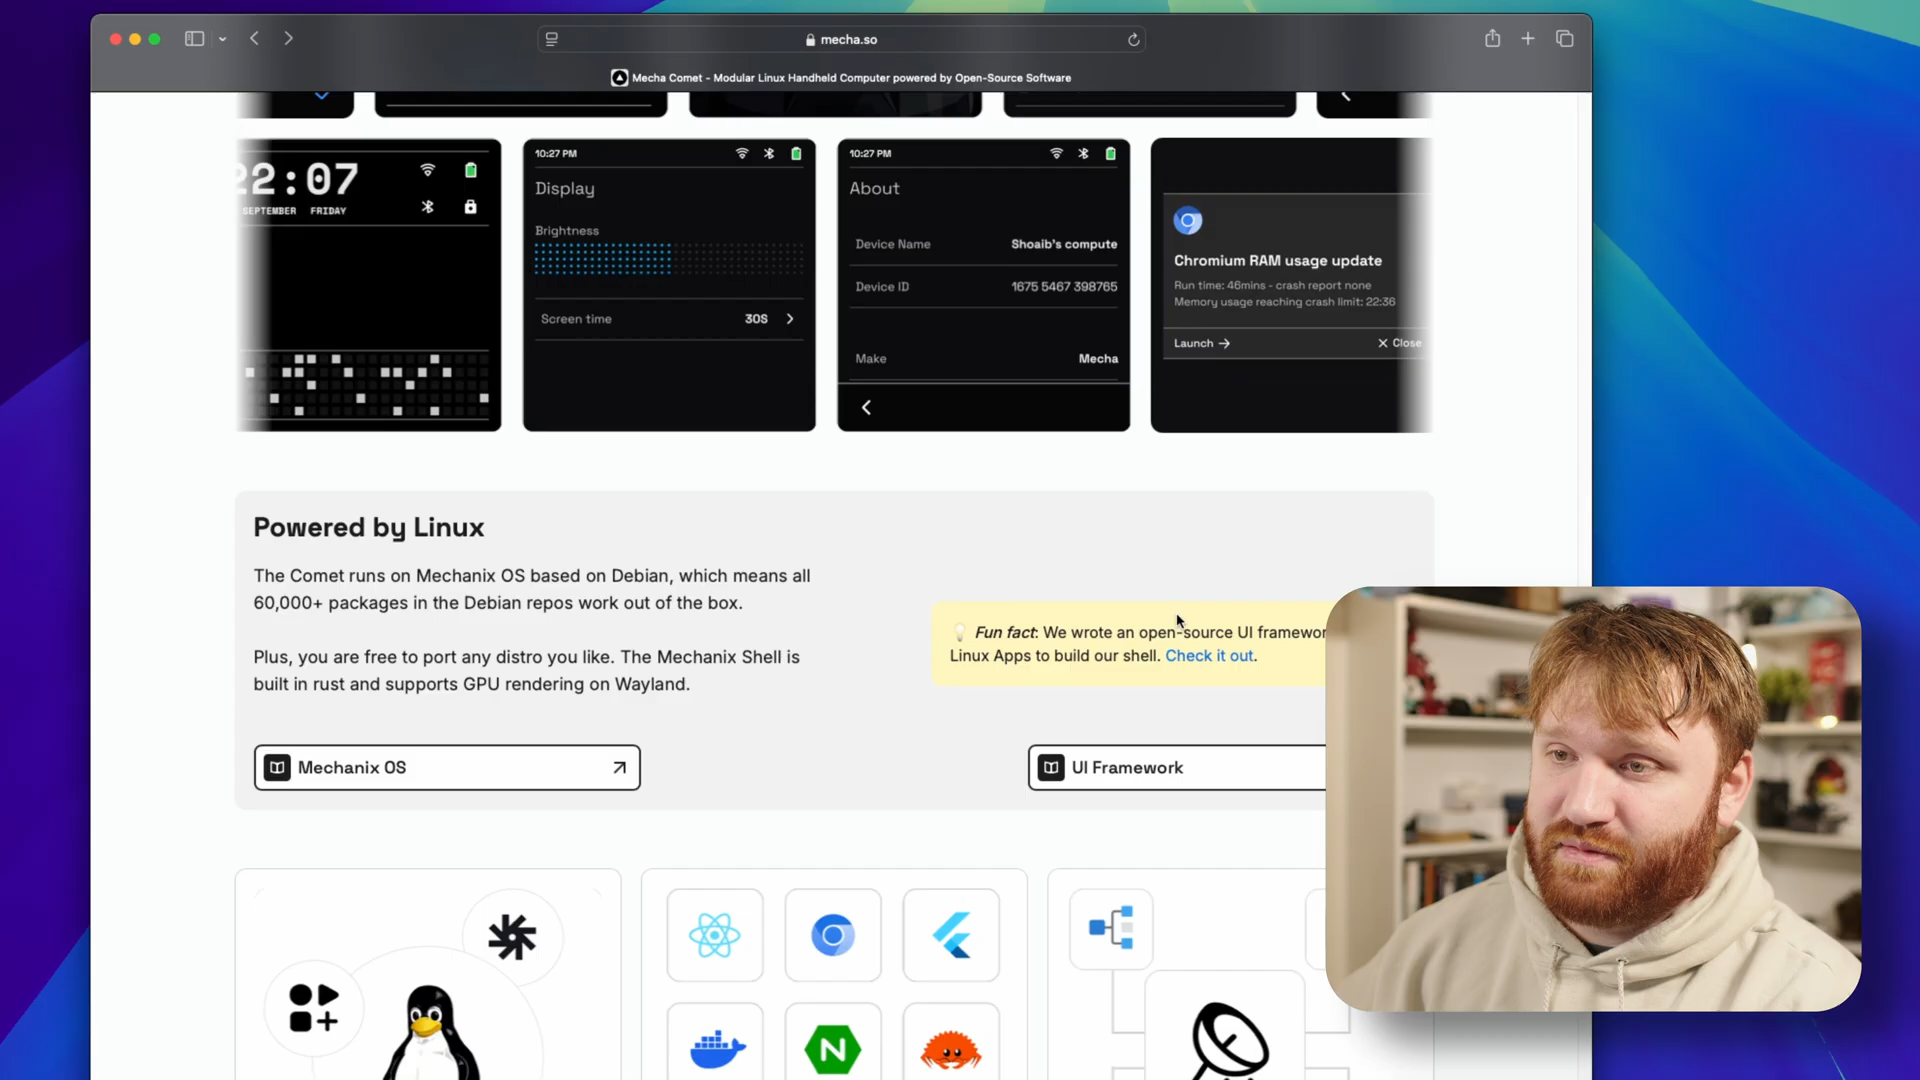 mecha.so
Mecha Comet - Modular Linux Handheld Computer powered by Open-Source Software
22:07
SEPTEMBER FRIDAY
10:27 PM
Display
Brightness
Screen time 30S
10:27 PM
About
Device Name Shoaib's compute
Device ID 1675 5467 398765
Make Mecha
Chromium RAM usage update
Run time: 46mins - crash report none
Memory usage reaching crash limit: 22:36
Launch → × Close
Powered by Linux
The Comet runs on Mechanix OS based on Debian, which means all
60,000+ packages in the Debian repos work out of the box.
Plus, you are free to port any distro you like. The Mechanix Shell is
built in rust and supports GPU rendering on Wayland.
Fun fact: We wrote an open-source UI framewor
Linux Apps to build our shell. Check it out.
Mechanix OS
UI Framework
N